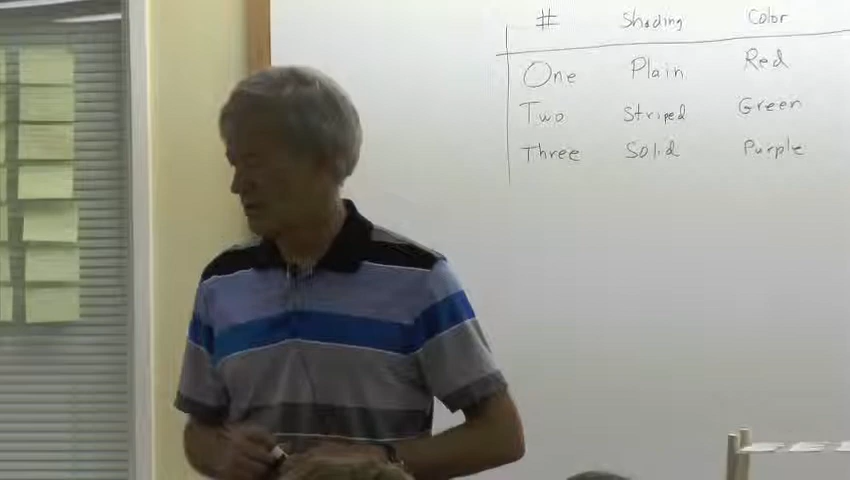 # Shading Color
One Plain Red
Two Striped Green
Three Solid Purple